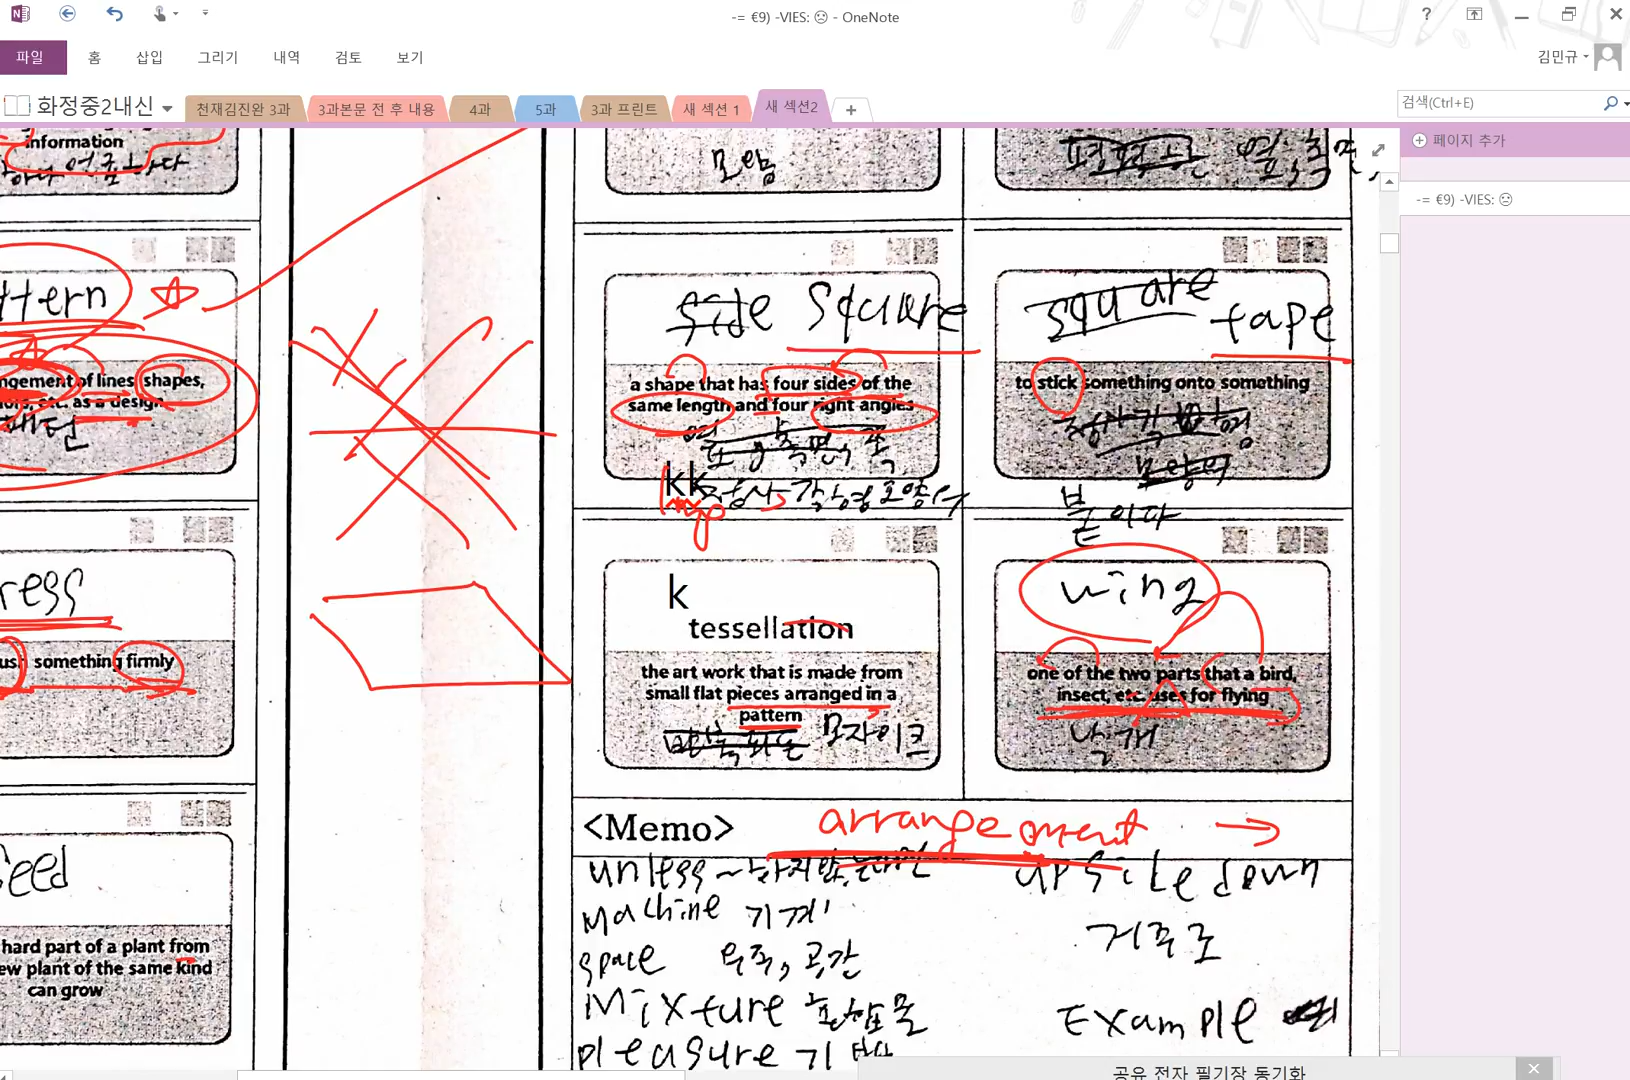 -= €9) -VIES: ☹ - OneNote
?
파일
홈
삽입
그리기
내역
검토
보기
김민규
화정중2내신
천재김진완 3과
3과본문 전 후 내용
4과
5과
3과 프린트
새 섹션 1
새 섹션2
검색(Ctrl+E)
페이지 추가
-= €9) -VIES: ☹
information
모임
ttern
ngement of lines shapes,
etc. as a design
패턴
side square
a shape that has four sides of the
same length and four right angles
kk
square
tape
to stick something onto something
붙이다
ress
something firmly
k
tessellation
the art work that is made from
small flat pieces arranged in a
pattern
모자이크
wing
one of the two parts that a bird,
insect, etc. uses for flying
날개
seed
hard part of a plant from
ew plant of the same kind
can grow
<Memo>
arrangement →
unless ~
machine 기계
space 우주, 공간
Mixture 혼합물
pleasure 기쁨
upside down
거꾸로
Example
공유 전자 필기장 동기화